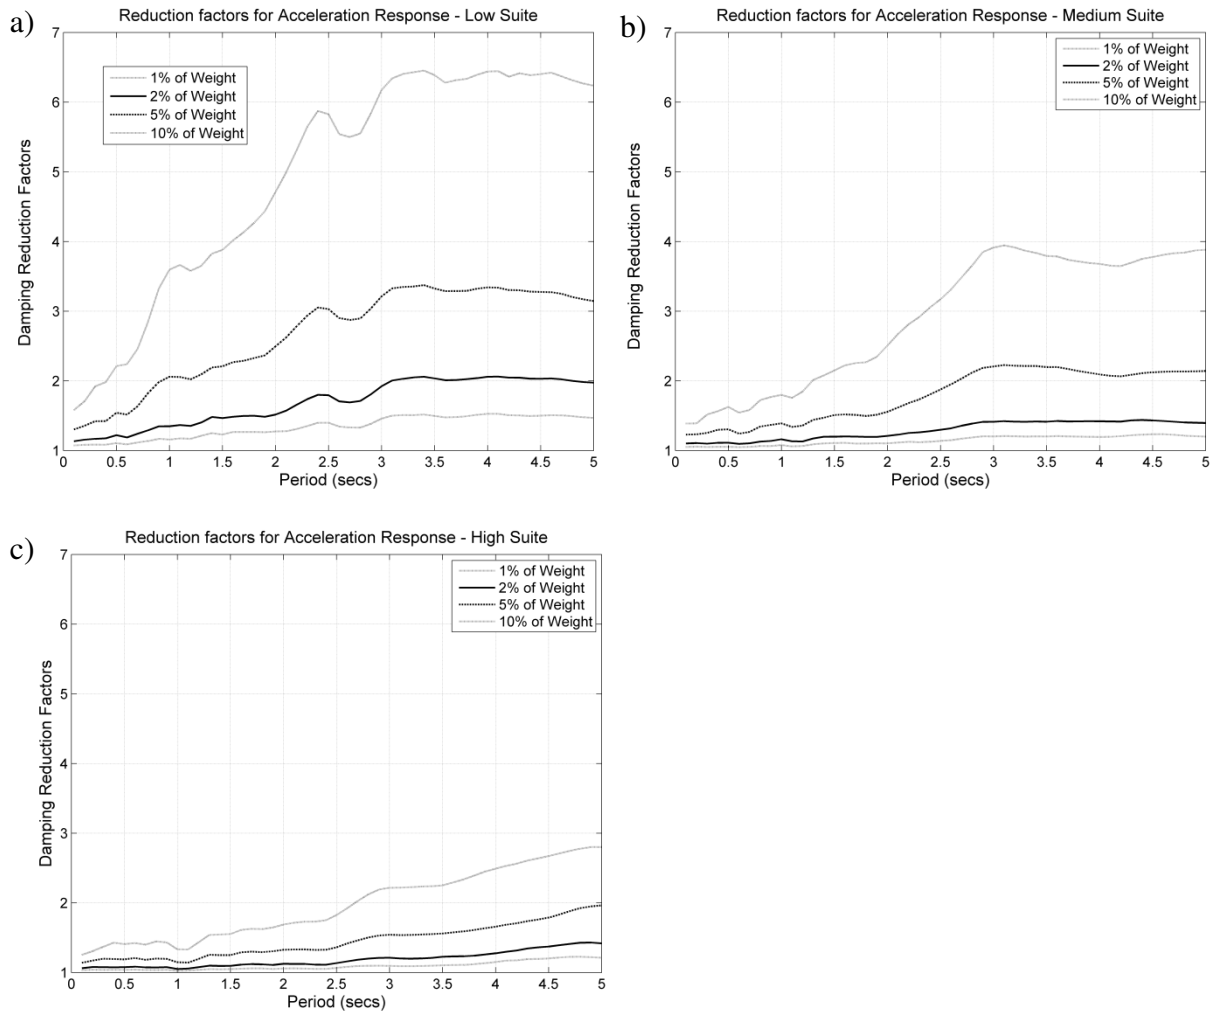 a)
Reduction factors for Acceleration Response - Low Suite
7
6
5
4
3
2
1
Damping Reduction Factors
1% of Weight
2% of Weight
5% of Weight
10% of Weight
0 0.5 1 1.5 2 2.5 3 3.5 4 4.5 5
Period (secs)
b)
Reduction factors for Acceleration Response - Medium Suite
7
6
5
4
3
2
1
Damping Reduction Factors
1% of Weight
2% of Weight
5% of Weight
10% of Weight
0 0.5 1 1.5 2 2.5 3 3.5 4 4.5 5
Period (secs)
c)
Reduction factors for Acceleration Response - High Suite
7
6
5
4
3
2
1
Damping Reduction Factors
1% of Weight
2% of Weight
5% of Weight
10% of Weight
0 0.5 1 1.5 2 2.5 3 3.5 4 4.5 5
Period (secs)